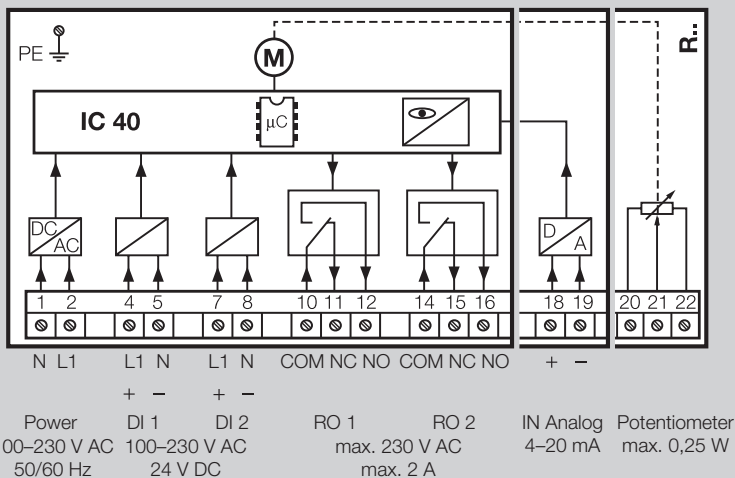 PE
M
R..
IC 40
µC
DC
AC
D
A
1 2 4 5 7 8 10 11 12 14 15 16 18 19 20 21 22
N L1 L1 N L1 N COM NC NO COM NC NO + −
+ − + −
Power DI 1 DI 2 RO 1 RO 2 IN Analog Potentiometer
00–230 V AC 100–230 V AC max. 230 V AC 4–20 mA max. 0,25 W
50/60 Hz 24 V DC max. 2 A